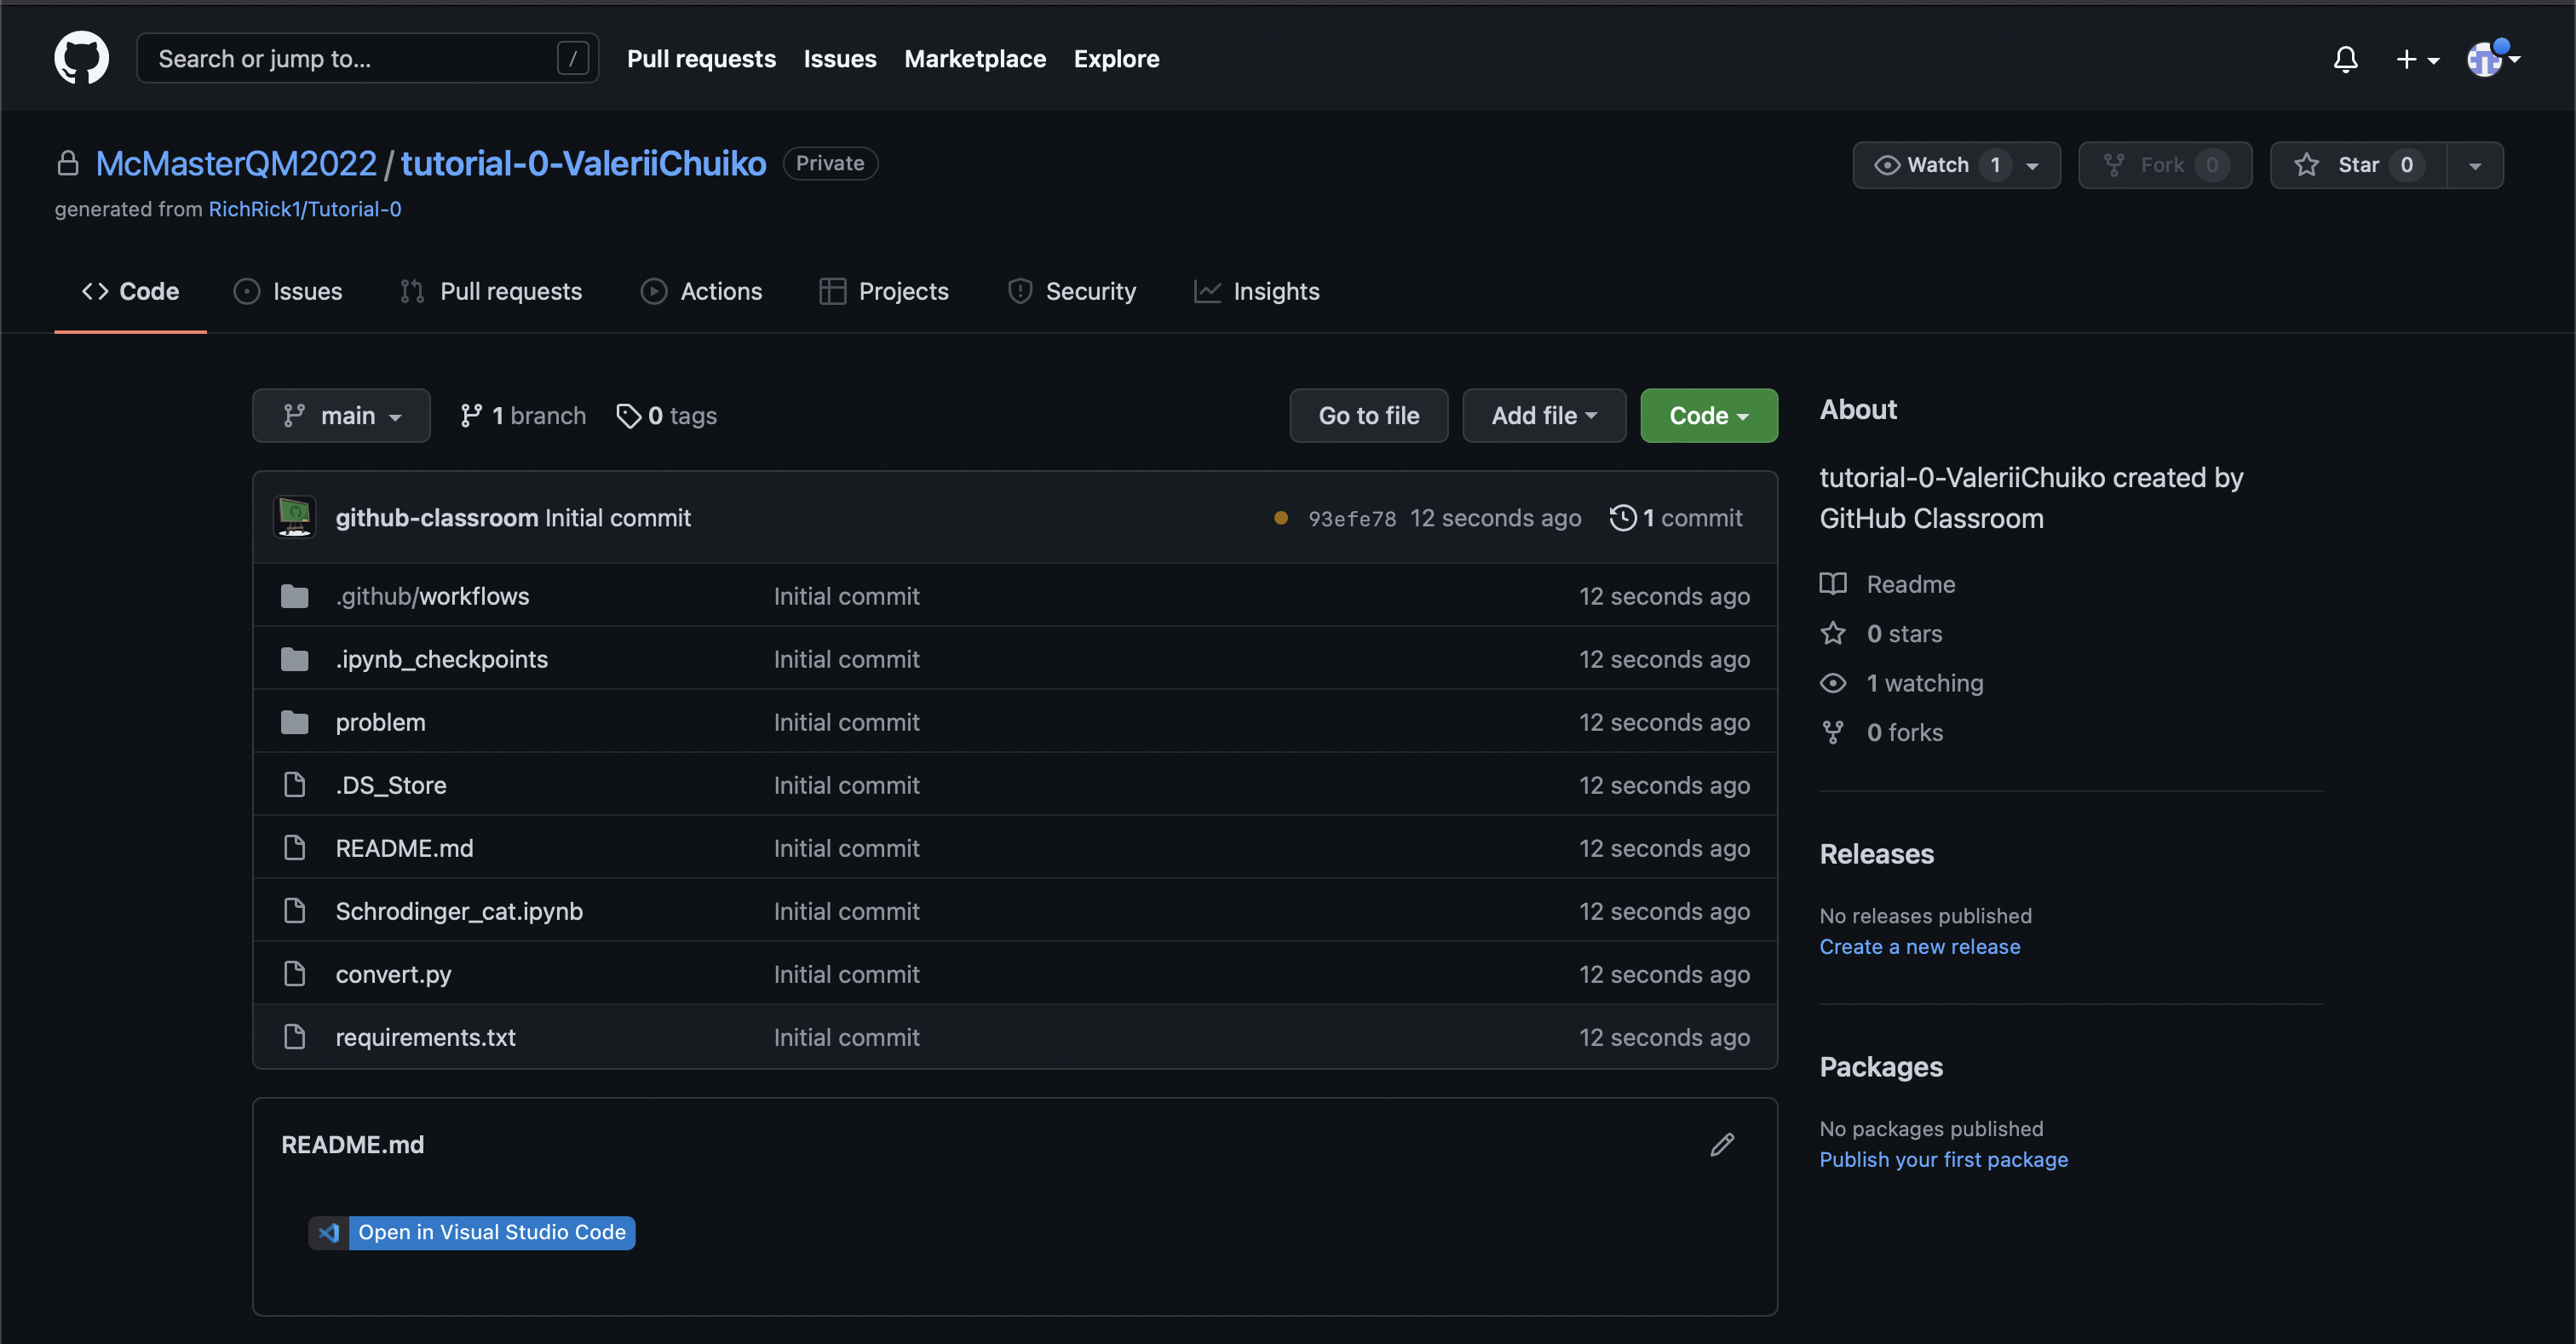 Search or jump to... /
Pull requests Issues Marketplace Explore
McMasterQM2022 / tutorial-0-ValeriiChuiko Private
Watch 1 Fork 0 Star 0
generated from RichRick1/Tutorial-0
Code Issues Pull requests Actions Projects Security Insights
main 1 branch 0 tags Go to file Add file Code
github-classroom Initial commit 93efe78 12 seconds ago 1 commit
.github/workflows Initial commit 12 seconds ago
.ipynb_checkpoints Initial commit 12 seconds ago
problem Initial commit 12 seconds ago
.DS_Store Initial commit 12 seconds ago
README.md Initial commit 12 seconds ago
Schrodinger_cat.ipynb Initial commit 12 seconds ago
convert.py Initial commit 12 seconds ago
requirements.txt Initial commit 12 seconds ago
README.md
Open in Visual Studio Code
About
tutorial-0-ValeriiChuiko created by
GitHub Classroom
Readme
0 stars
1 watching
0 forks
Releases
No releases published
Create a new release
Packages
No packages published
Publish your first package